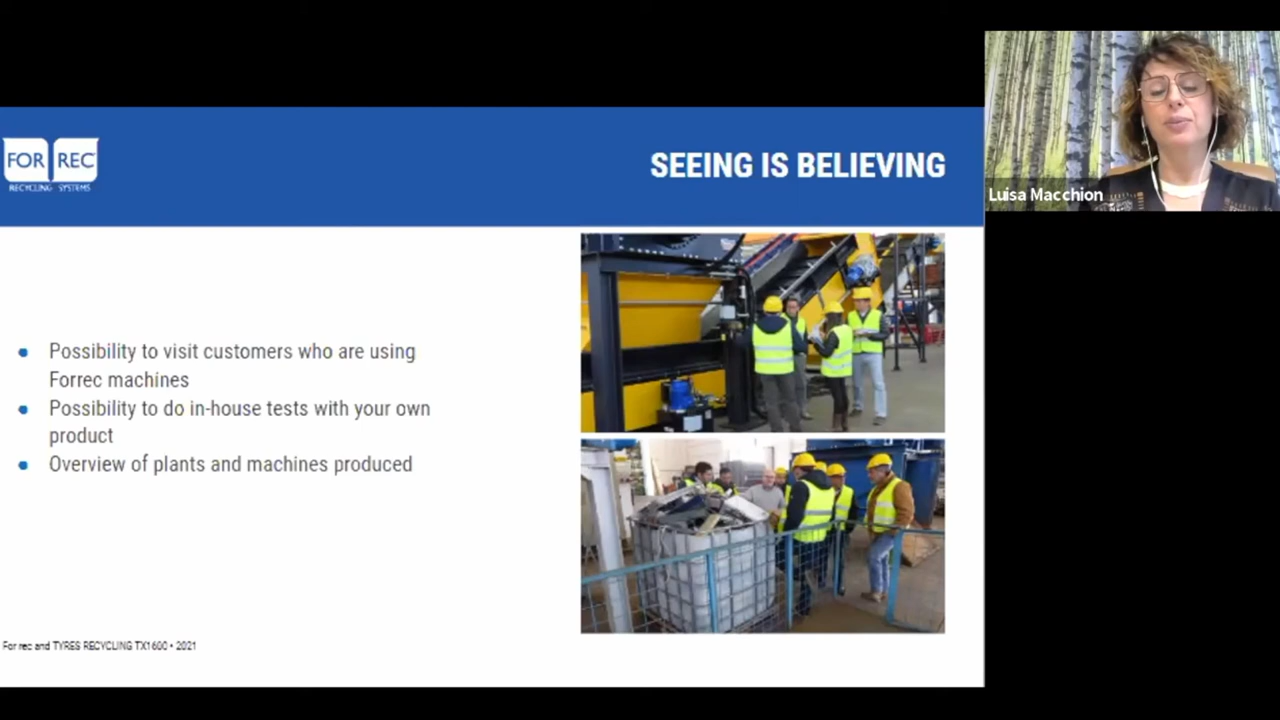 FOR REC
RECYCLING SYSTEMS
SEEING IS BELIEVING
Luisa Macchion
Possibility to visit customers who are using
Forrec machines
Possibility to do in-house tests with your own
product
Overview of plants and machines produced
For rec and TYRES RECYCLING TX1600 • 2021